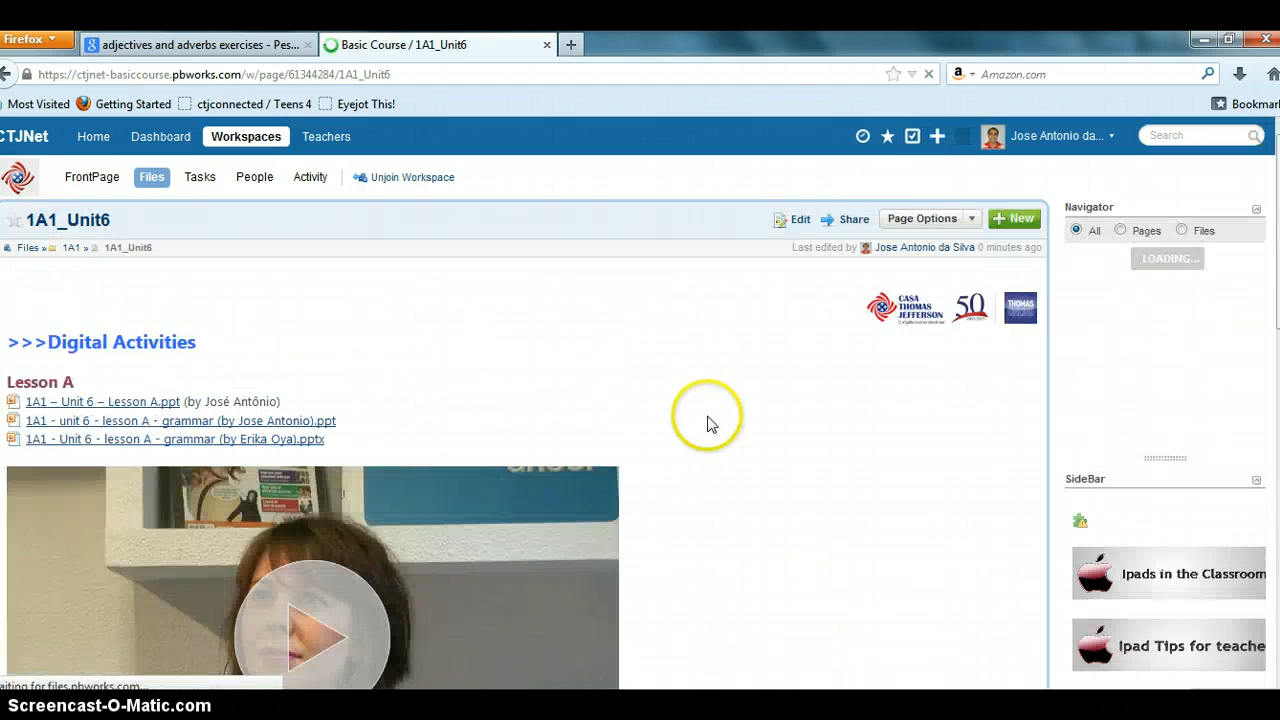 Firefox
adjectives and adverbs exercises - Pes...
Basic Course / 1A1_Unit6
https://ctjnet-basiccourse.pbworks.com/w/page/61344284/1A1_Unit6
Amazon.com
Most Visited
Getting Started
ctjconnected / Teens 4
Eyejot This!
Bookmar
CTJNet
Home
Dashboard
Workspaces
Teachers
Jose Antonio da...
Search
FrontPage
Files
Tasks
People
Activity
Unjoin Workspace
1A1_Unit6
Edit
Share
Page Options
New
Files »
1A1 »
1A1_Unit6
Last edited by Jose Antonio da Silva 0 minutes ago
Navigator
All
Pages
Files
LOADING...
CASA
THOMAS
JEFFERSON
50
THOMAS
>>>Digital Activities
Lesson A
1A1 – Unit 6 – Lesson A.ppt (by José Antônio)
1A1 - unit 6 - lesson A - grammar (by Jose Antonio).ppt
1A1 - Unit 6 - lesson A - grammar (by Erika Oya).pptx
SideBar
Ipads in the Classroom
Ipad Tips for teache
aiting for files.pbworks.com...
Screencast-O-Matic.com